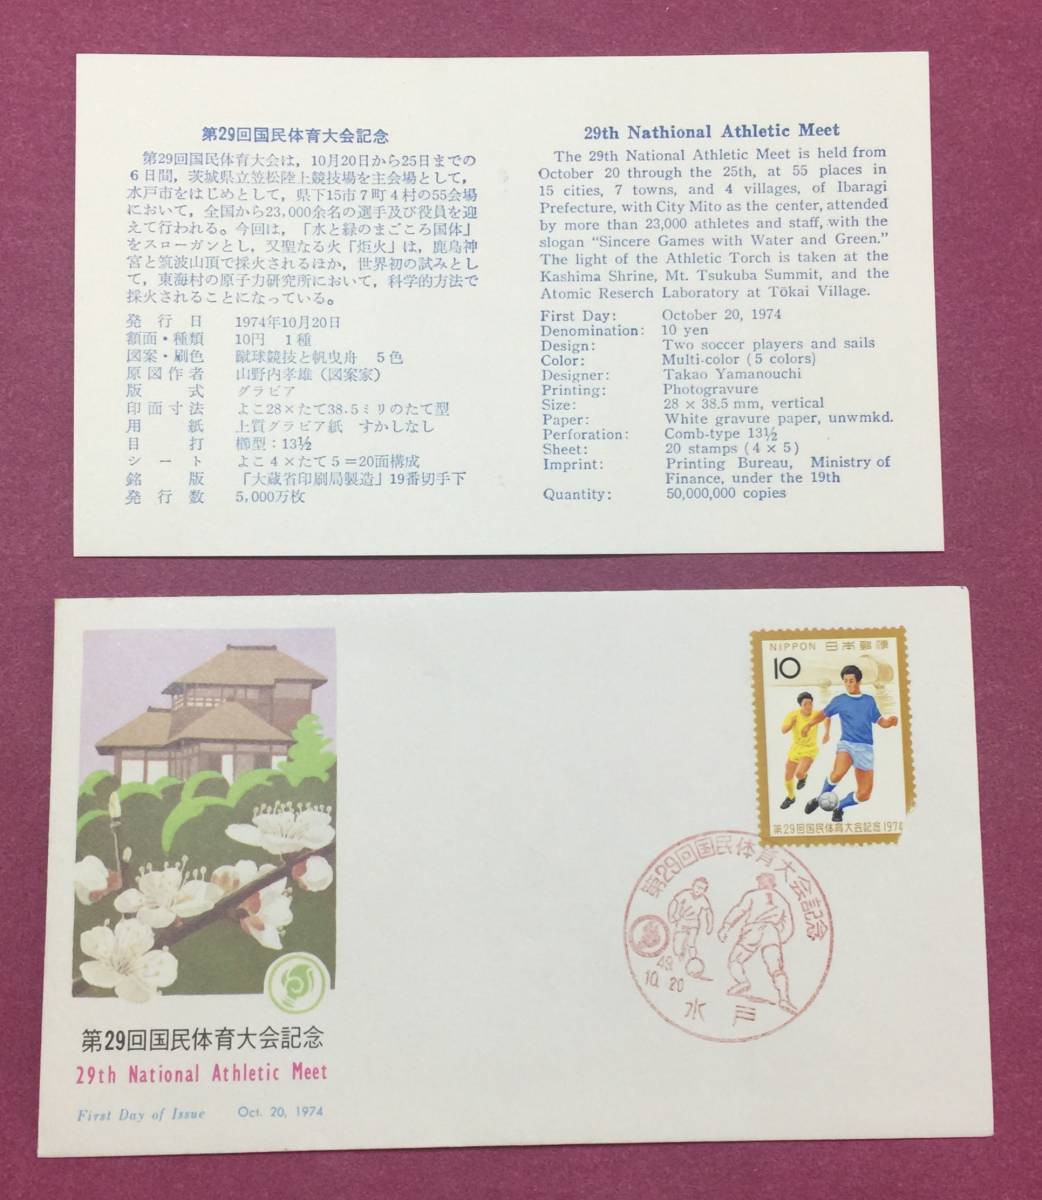 第29回国民体育大会記念
第29回国民体育大会は，10月20日から25日までの
6日間，茨城県立笠松陸上競技場を主会場として，
水戸市をはじめとして，県下15市7町4村の55会場
において，全国から23,000余名の選手及び役員を迎
えて行われる。今回は，「水と緑のまごころ国体」
をスローガンとし，又聖なる火「炬火」は，鹿島神
宮と筑波山頂で採火されるほか，世界初の試みとし
て，東海村の原子力研究所において，科学的方法で
採火されることになっている。
発行日 1974年10月20日
額面・種類 10円 1種
図案・刷色 蹴球競技と帆曳舟 5色
原図作者 山野内孝雄（図案家）
版式 グラビア
印面寸法 よこ28×たて38.5ミリのたて型
用紙 上質グラビア紙 すかしなし
目打 櫛型：13½
シート よこ4×たて5＝20面構成
銘版 「大蔵省印刷局製造」19番切手下
発行数 5,000万枚
29th Nathional Athletic Meet
The 29th National Athletic Meet is held from
October 20 through the 25th, at 55 places in
15 cities, 7 towns, and 4 villages, of Ibaragi
Prefecture, with City Mito as the center, attended
by more than 23,000 athletes and staff, with the
slogan “Sincere Games with Water and Green.”
The light of the Athletic Torch is taken at the
Kashima Shrine, Mt. Tsukuba Summit, and the
Atomic Reserch Laboratory at Tōkai Village.
First Day: October 20, 1974
Denomination: 10 yen
Design: Two soccer players and sails
Color: Multi-color (5 colors)
Designer: Takao Yamanouchi
Printing: Photogravure
Size: 28 × 38.5 mm, vertical
Paper: White gravure paper, unwmkd.
Perforation: Comb-type 13½
Sheet: 20 stamps (4 × 5)
Imprint: Printing Bureau, Ministry of
Finance, under the 19th
Quantity: 50,000,000 copies
NIPPON 日本郵便
10
第29回国民体育大会記念1974
第29回国民体育大会記念
1
49.
10.20
水戸
第29回国民体育大会記念
29th National Athletic Meet
First Day of Issue Oct. 20, 1974